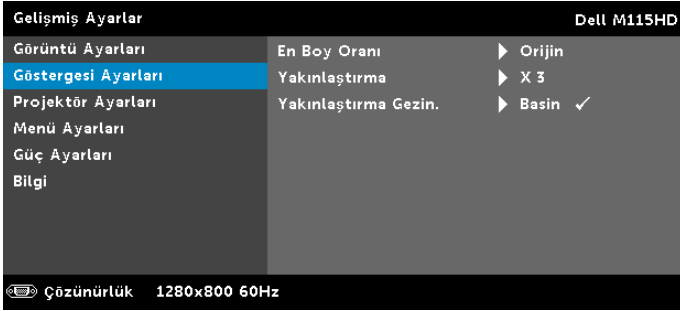 Gelişmiş Ayarlar Dell M115HD
Görüntü Ayarları En Boy Oranı Orijin
Göstergesi Ayarları Yakınlaştırma X 3
Projektör Ayarları Yakınlaştırma Gezin. Basin ✓
Menü Ayarları
Güç Ayarları
Bilgi
Çözünürlük 1280x800 60Hz